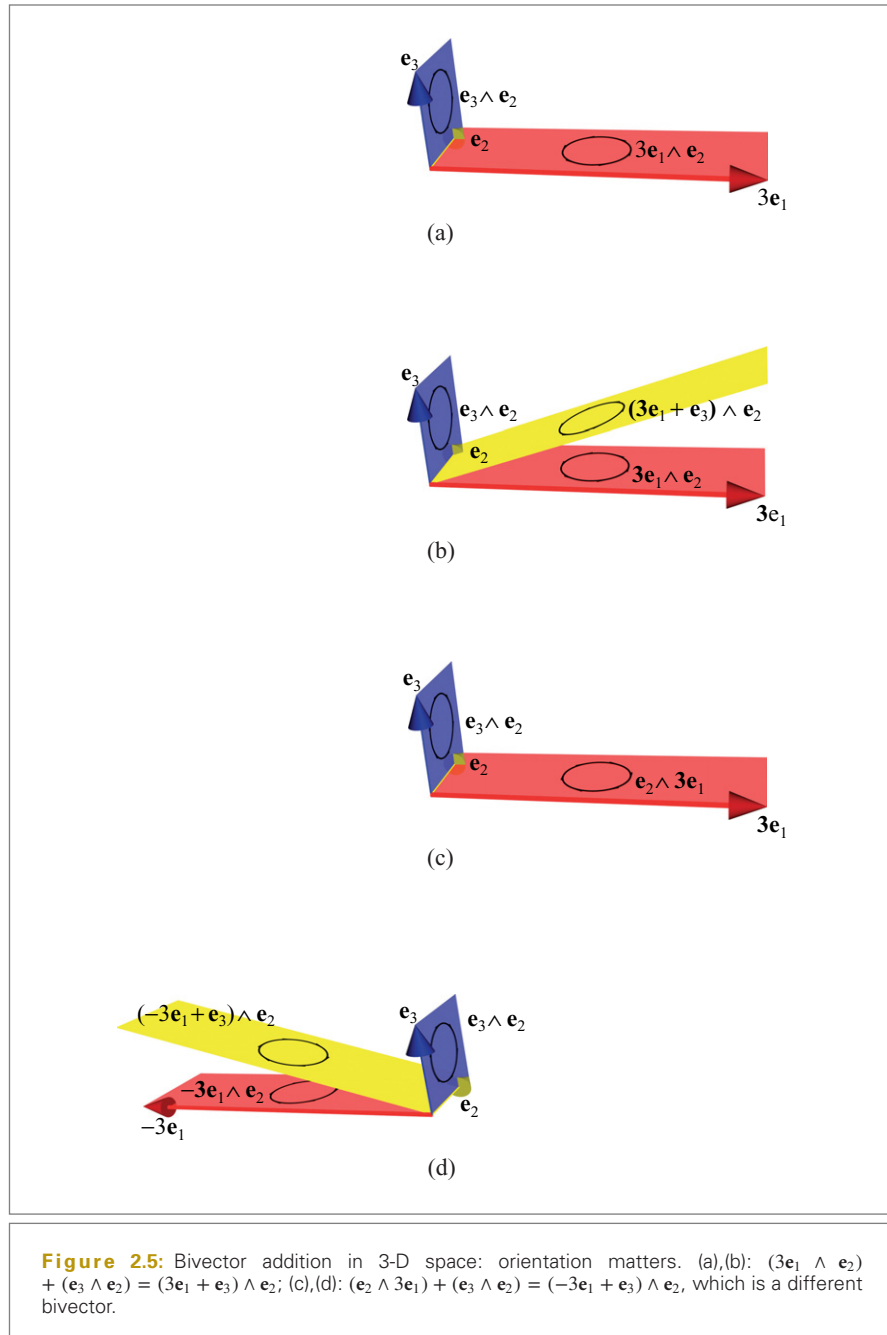 e₃
e₃ ∧ e₂
e₂
3e₁ ∧ e₂
3e₁
(a)
e₃
e₃ ∧ e₂
(3e₁ + e₃) ∧ e₂
e₂
3e₁ ∧ e₂
3e₁
(b)
e₃
e₃ ∧ e₂
e₂
e₂ ∧ 3e₁
3e₁
(c)
(−3e₁ + e₃) ∧ e₂
e₃
e₃ ∧ e₂
−3e₁ ∧ e₂
e₂
−3e₁
(d)
Figure 2.5: Bivector addition in 3-D space: orientation matters. (a),(b): (3e₁ ∧ e₂)
+ (e₃ ∧ e₂) = (3e₁ + e₃) ∧ e₂; (c),(d): (e₂ ∧ 3e₁) + (e₃ ∧ e₂) = (−3e₁ + e₃) ∧ e₂, which is a different
bivector.